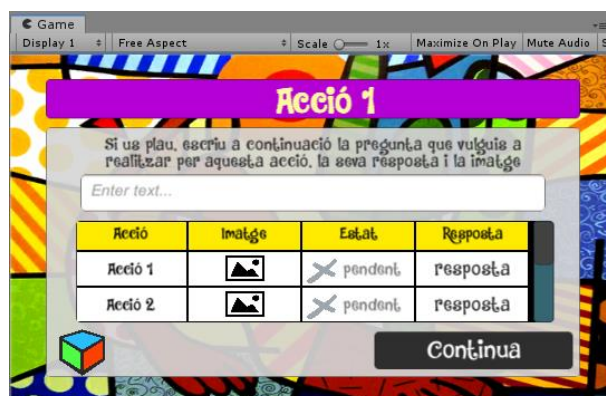 Game
Display 1 Free Aspect Scale 1x Maximize On Play Mute Audio S
Acció 1
Si us plau, escriu a continuació la pregunta que vulguis a
realitzar per aquesta acció, la seva resposta i la imatge
Enter text...
Acció Imatge Estat Resposta
Acció 1 pendent resposta
Acció 2 pendent resposta
Continua